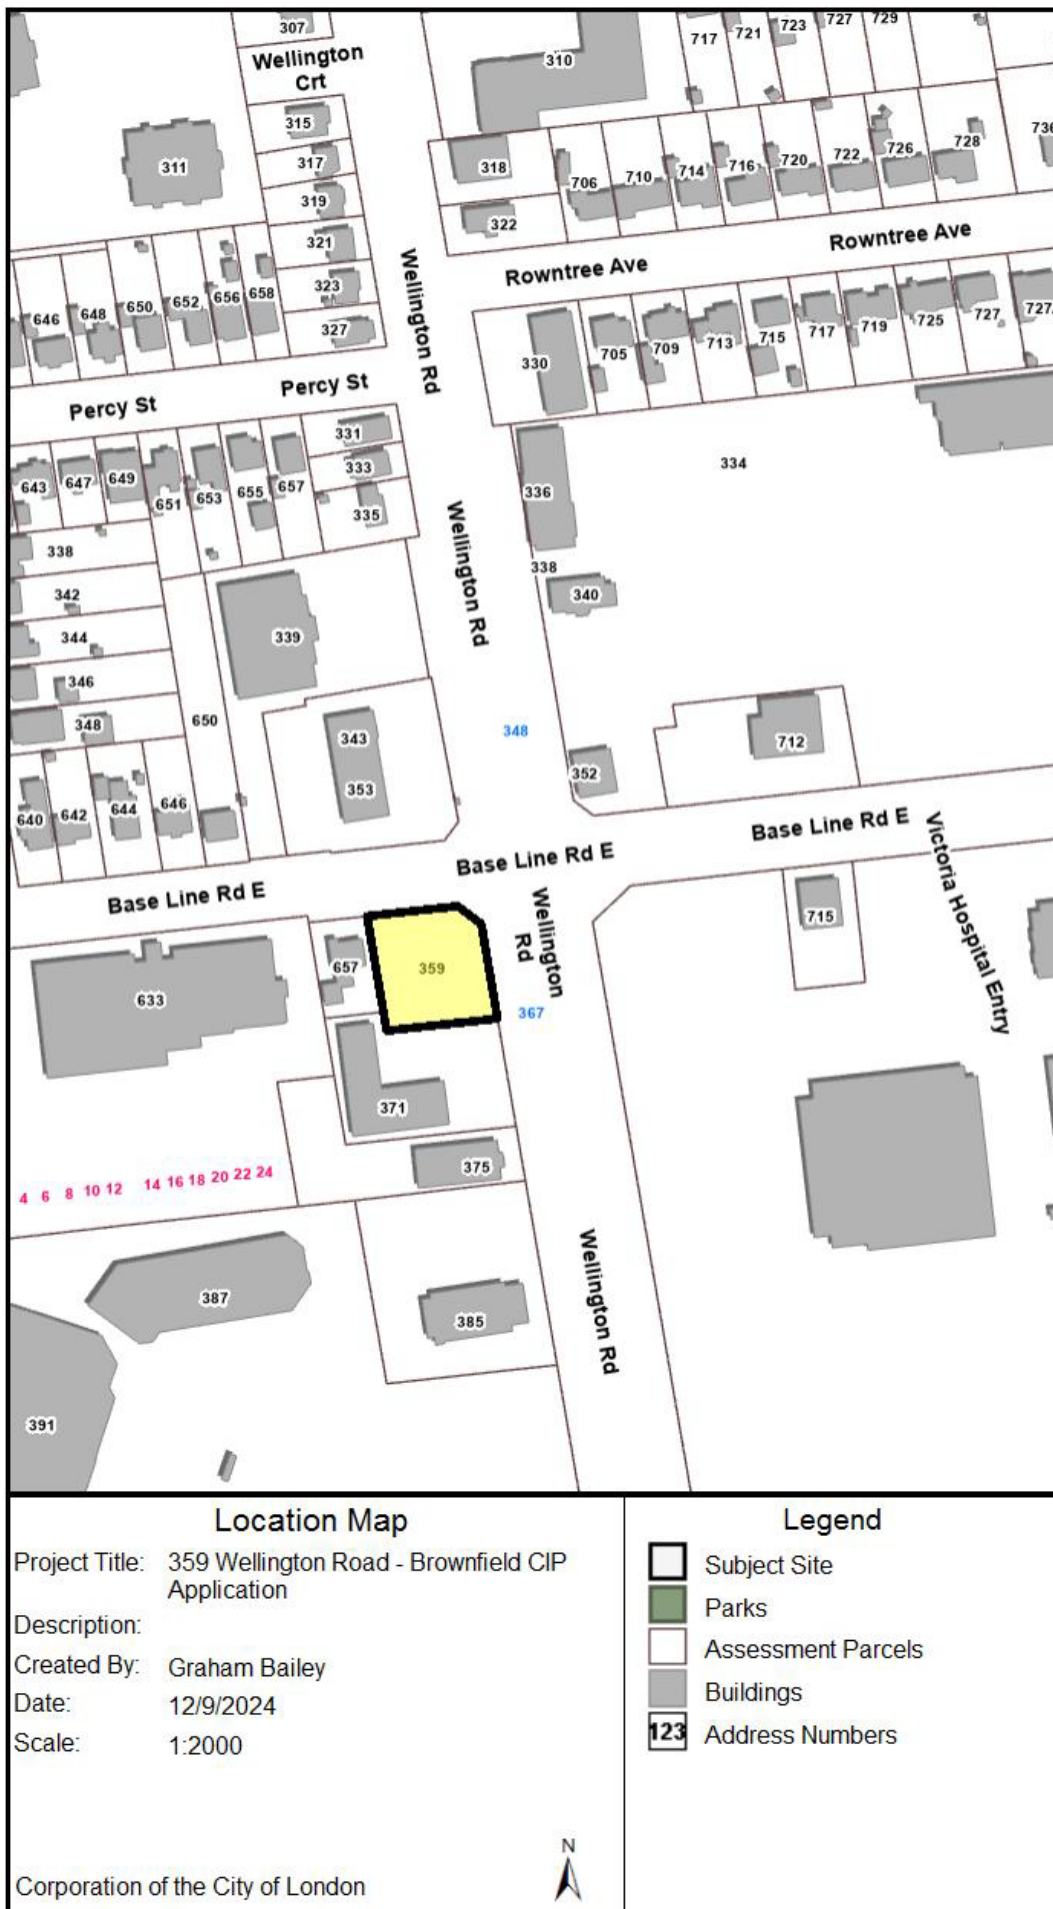 307
Wellington
Crt
310
717
721
723
727
729
315
311
317
318
319
706
710
714
716
720
722
726
728
736
322
321
Rowntree Ave
Rowntree Ave
Wellington Rd
323
327
646
648
650
652
656
658
330
705
709
713
715
717
719
725
727
727
Percy St
Percy St
331
333
335
334
336
643
647
649
651
653
655
657
Wellington Rd
338
338
340
342
344
339
346
348
650
343
348
712
353
352
640
642
644
646
Base Line Rd E
Base Line Rd E
Base Line Rd E
Victoria Hospital Entry
Wellington
Rd
715
657
359
633
367
371
375
4 6 8 10 12 14 16 18 20 22 24
Wellington Rd
387
385
391
Location Map
Project Title: 359 Wellington Road - Brownfield CIP
Application
Description:
Created By: Graham Bailey
Date: 12/9/2024
Scale: 1:2000
N
Corporation of the City of London
Legend
Subject Site
Parks
Assessment Parcels
Buildings
123 Address Numbers